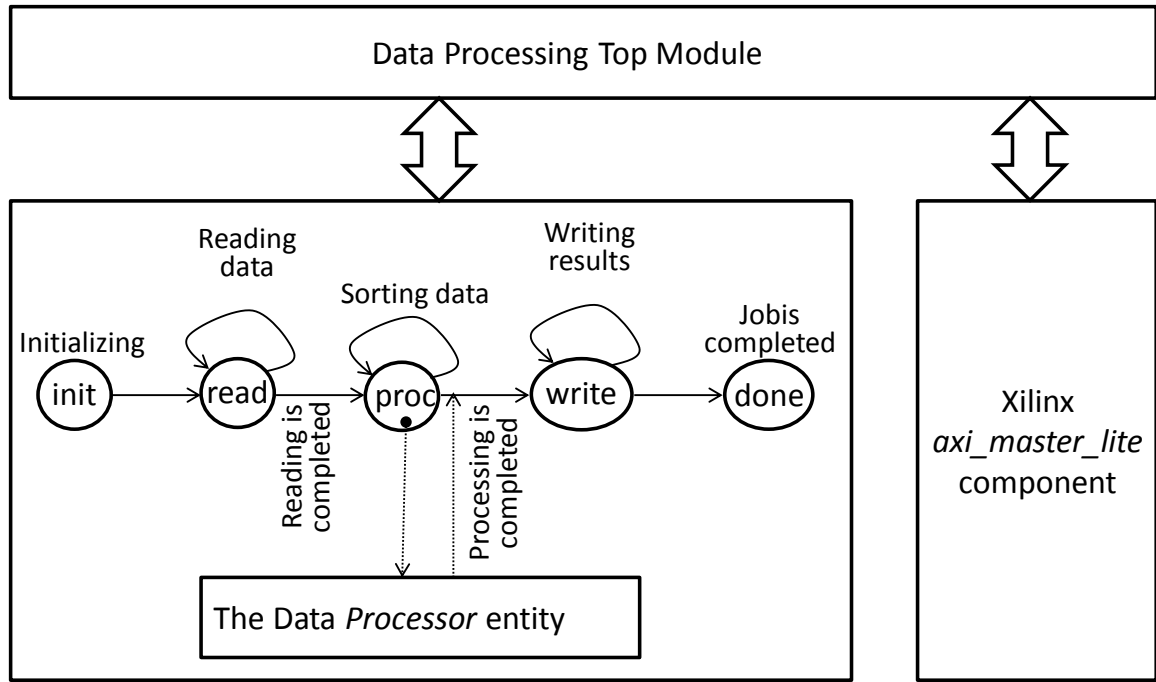 Data Processing Top Module
Reading
data
Writing
results
Sorting data
Initializing
Jobis
completed
init
read
proc
write
done
Reading is
completed
Processing is
completed
The Data Processor entity
Xilinx
axi_master_lite
component